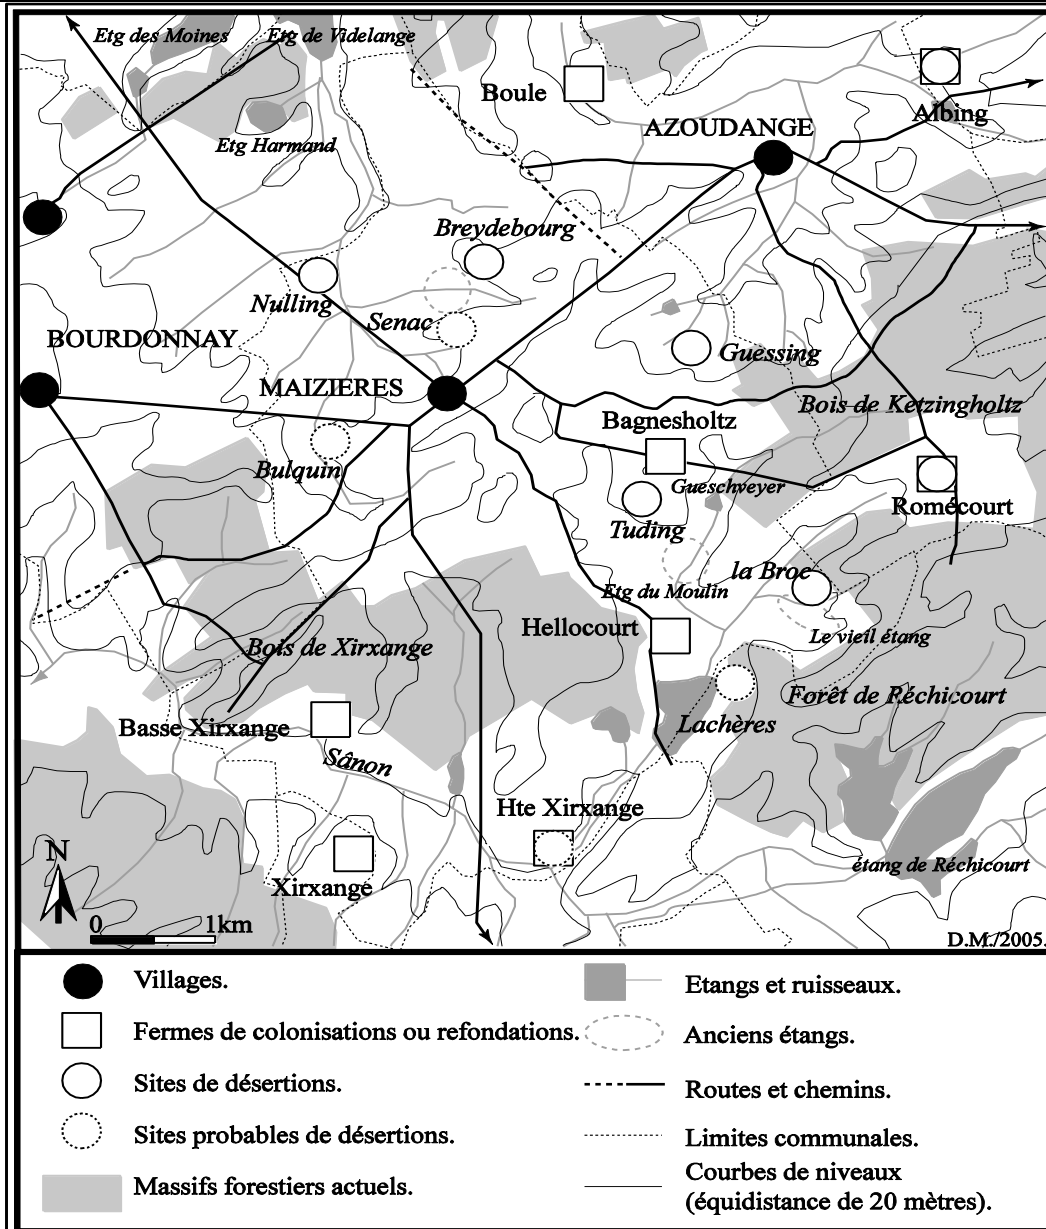 Etg des Moines
Etg de Videlange
Boule
AZOUDANGE
Albing
Etg Harmand
Breydebourg
Nulling
Senac
BOURDONNAY
Guessing
MAIZIERES
Bois de Ketzingholtz
Bagnesholtz
Bulquin
Gueschveyer
Romécourt
Tuding
la Broc
Etg du Moulin
Hellocourt
Le vieil étang
Bois de Xirxange
Forêt de Réchicourt
Basse Xirxange
Lachères
Sânon
Hte Xirxange
N
étang de Réchicourt
Xirxange
0 1km
D.M./2005.
Villages.
Fermes de colonisations ou refondations.
Sites de désertions.
Sites probables de désertions.
Massifs forestiers actuels.
Etangs et ruisseaux.
Anciens étangs.
Routes et chemins.
Limites communales.
Courbes de niveaux
(équidistance de 20 mètres).